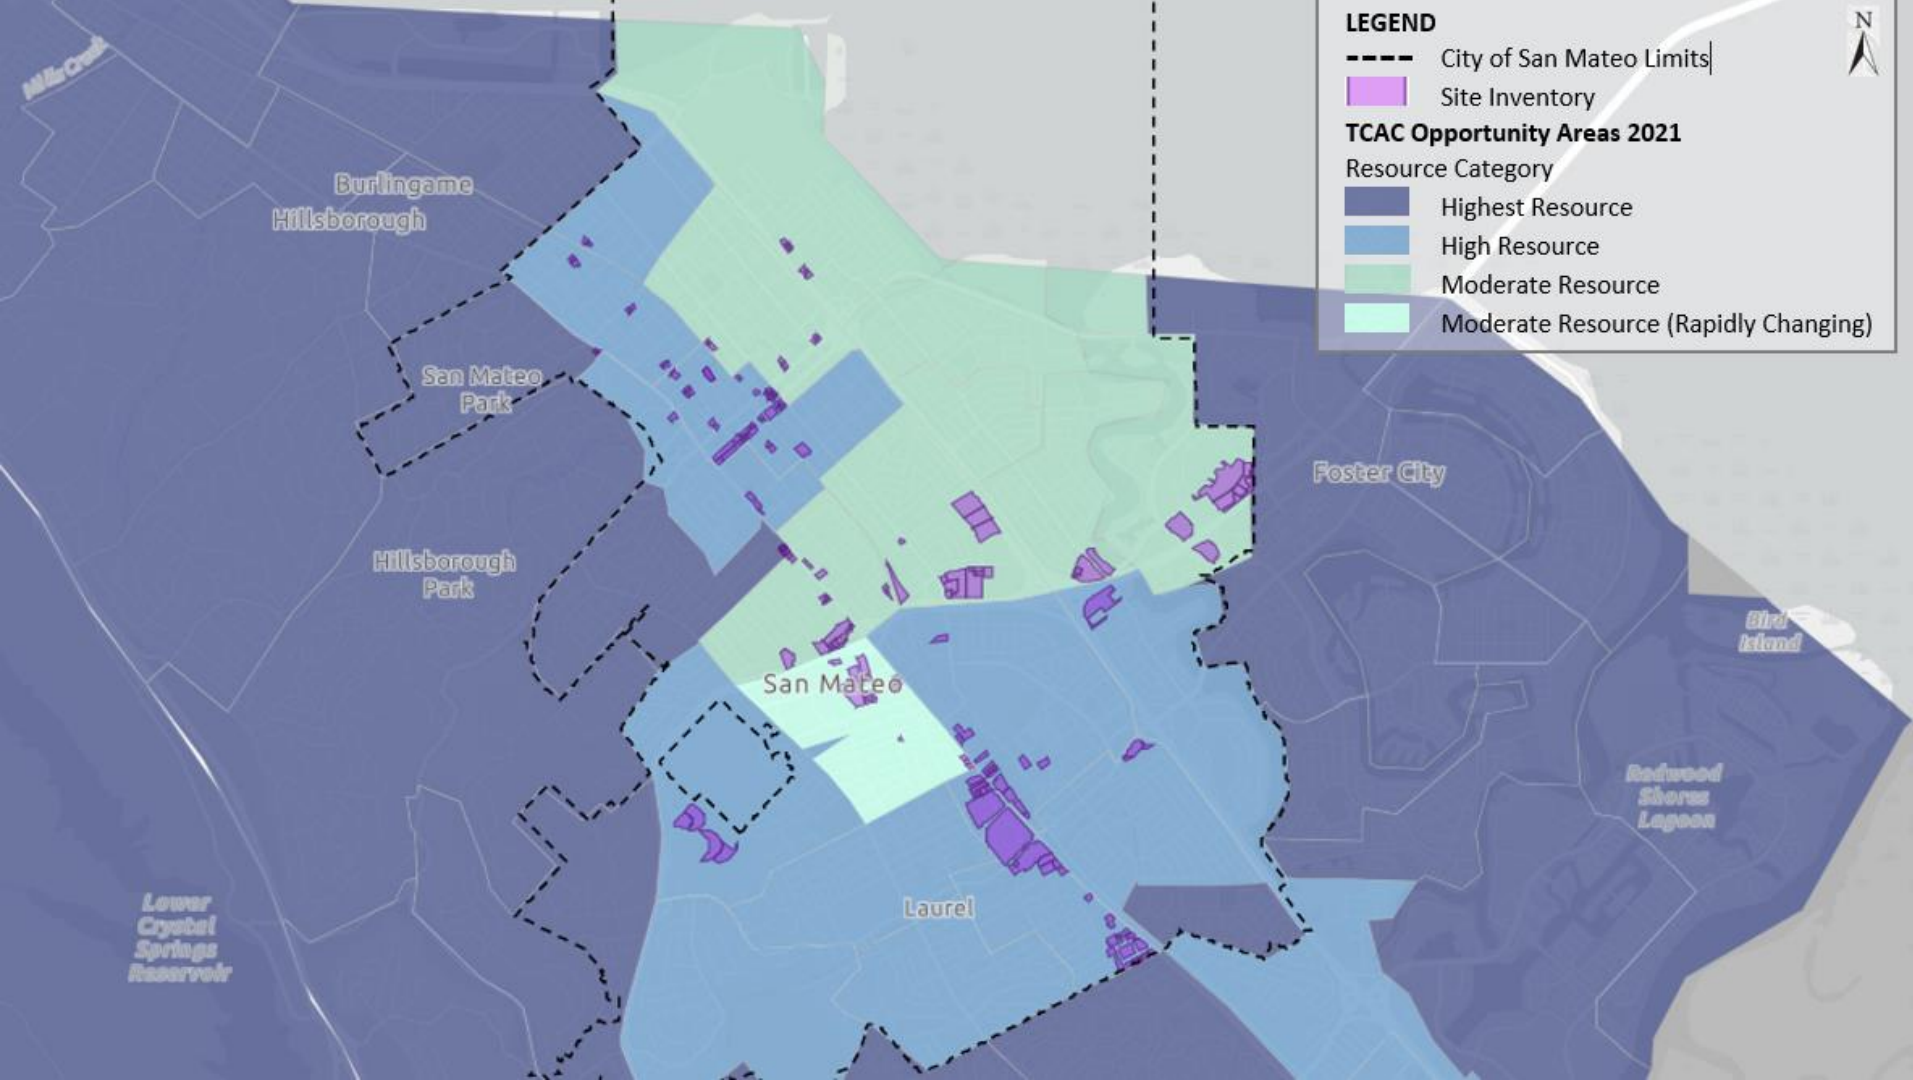 LEGEND
City of San Mateo Limits
Site Inventory
TCAC Opportunity Areas 2021
Resource Category
Highest Resource
High Resource
Moderate Resource
Moderate Resource (Rapidly Changing)
N
Mills Creek
Burlingame
Hillsborough
San Mateo
Park
Foster City
Hillsborough
Park
Bird
Island
San Mateo
Redwood
Shores
Lagoon
Laurel
Lower
Crystal
Springs
Reservoir